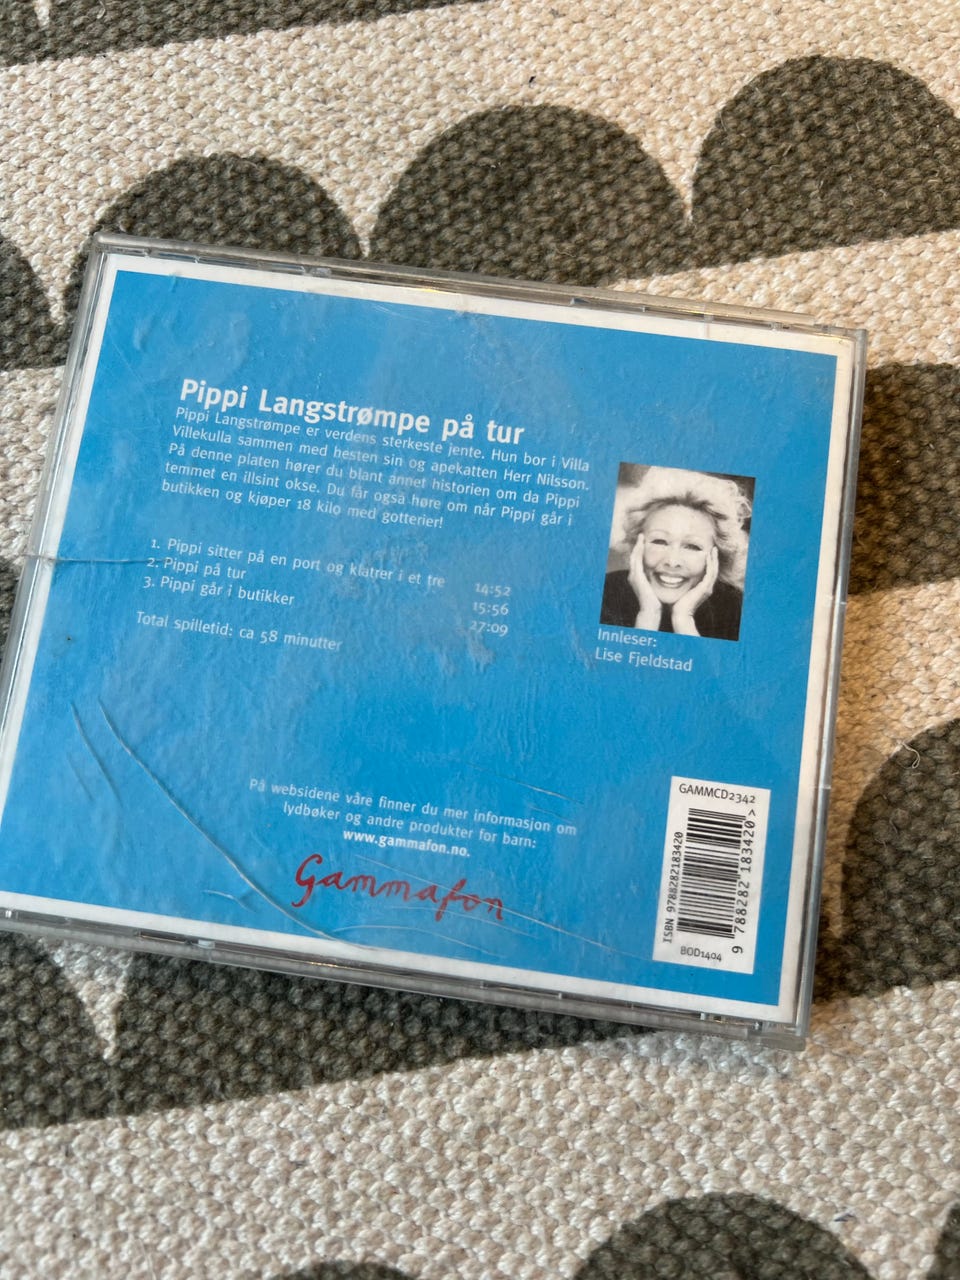 Pippi Langstrømpe på tur
Pippi Langstrømpe er verdens sterkeste jente. Hun bor i Villa
Villekulla sammen med hesten sin og apekatten Herr Nilsson.
På denne platen hører du blant annet historien om da Pippi
temmet en illsint okse. Du får også høre om når Pippi går i
butikken og kjøper 18 kilo med gotterier!
1. Pippi sitter på en port og klatrer i et tre 14:52
2. Pippi på tur 15:56
3. Pippi går i butikker 27:09
Total spilletid: ca 58 minutter
Innleser:
Lise Fjeldstad
På websidene våre finner du mer informasjon om
lydbøker og andre produkter for barn:
www.gammafon.no.
Gammafon
GAMMCD2342
ISBN 9788282183420
9 788282 183420 >
BOD1404